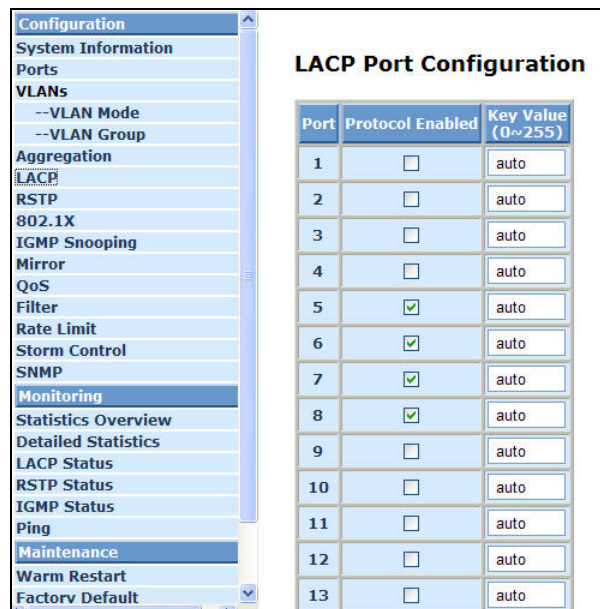 Configuration
System Information
Ports
VLANs
--VLAN Mode
--VLAN Group
Aggregation
LACP
RSTP
802.1X
IGMP Snooping
Mirror
QoS
Filter
Rate Limit
Storm Control
SNMP
Monitoring
Statistics Overview
Detailed Statistics
LACP Status
RSTP Status
IGMP Status
Ping
Maintenance
Warm Restart
Factory Default
LACP Port Configuration
Port Protocol Enabled Key Value (0~255)
1 auto
2 auto
3 auto
4 auto
5 auto
6 auto
7 auto
8 auto
9 auto
10 auto
11 auto
12 auto
13 auto